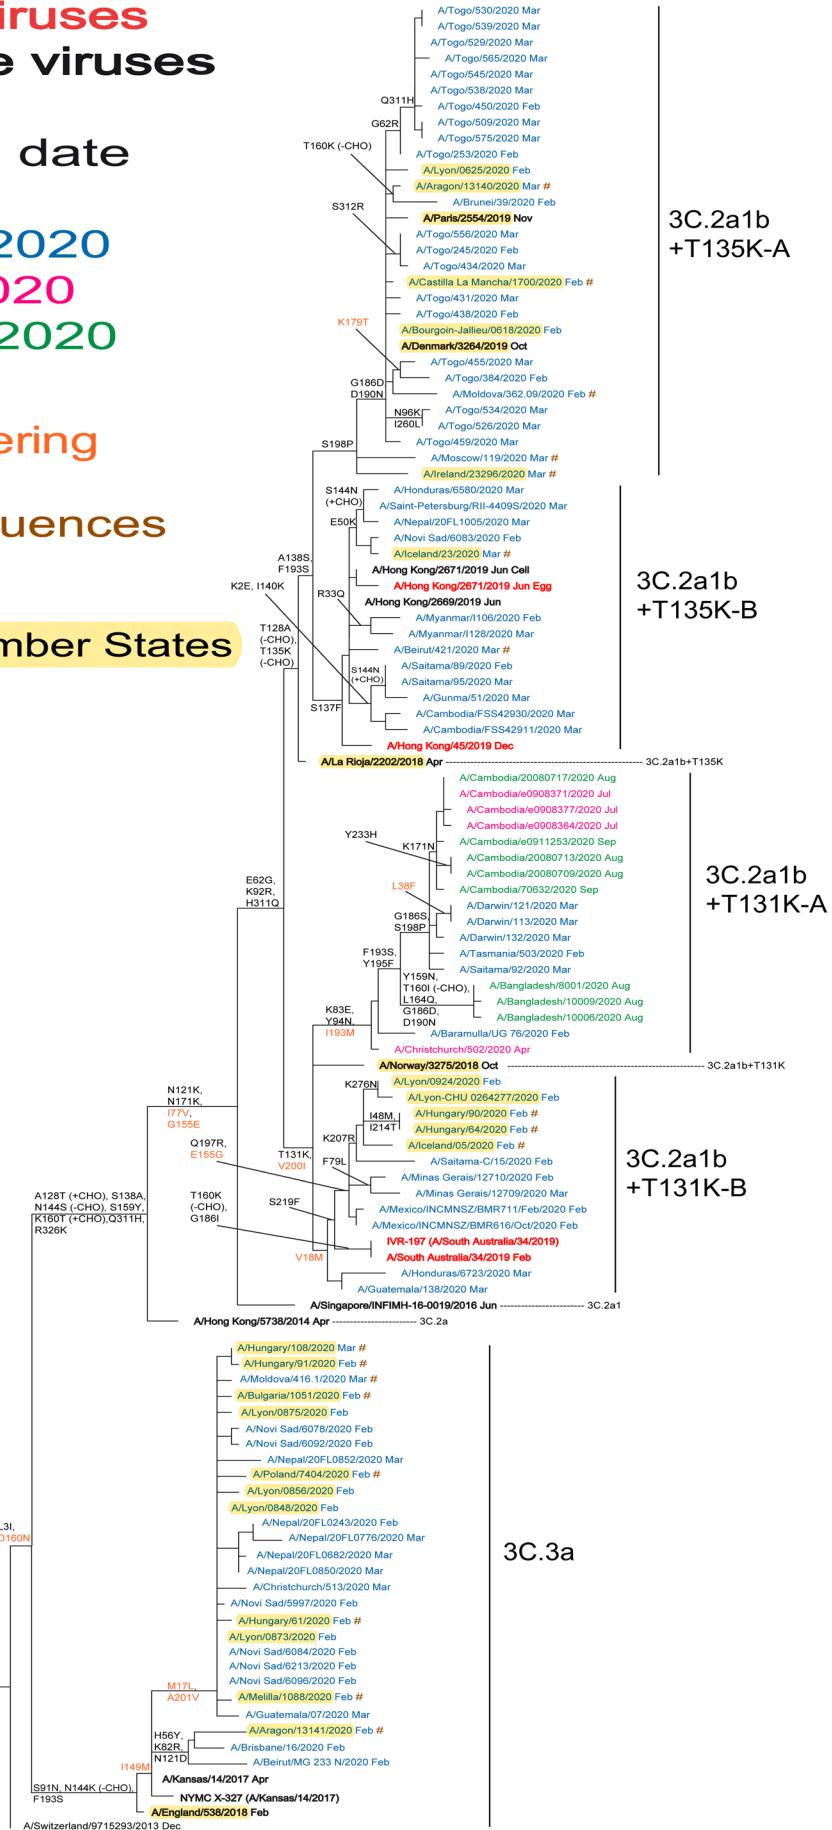 iruses
e viruses
date
2020
020
2020
ering
uences
mber States
A/Togo/530/2020 Mar
A/Togo/539/2020 Mar
A/Togo/529/2020 Mar
A/Togo/565/2020 Mar
A/Togo/545/2020 Mar
A/Togo/538/2020 Mar
Q311H
A/Togo/450/2020 Feb
A/Togo/509/2020 Mar
G62R
A/Togo/575/2020 Mar
T160K (-CHO)
A/Togo/253/2020 Feb
A/Lyon/0625/2020 Feb
A/Aragon/13140/2020 Mar #
A/Brunei/39/2020 Feb
S312R
A/Paris/2554/2019 Nov
3C.2a1b
+T135K-A
A/Togo/556/2020 Mar
A/Togo/245/2020 Feb
A/Togo/434/2020 Mar
A/Castilla La Mancha/1700/2020 Feb #
A/Togo/431/2020 Mar
A/Togo/438/2020 Feb
K179T
A/Bourgoin-Jallieu/0618/2020 Feb
A/Denmark/3264/2019 Oct
A/Togo/455/2020 Mar
A/Togo/384/2020 Feb
G186D
D190N
A/Moldova/362.09/2020 Feb #
N96K
I260L
A/Togo/534/2020 Mar
A/Togo/526/2020 Mar
S198P
A/Togo/459/2020 Mar
A/Moscow/119/2020 Mar #
A/Ireland/23296/2020 Mar #
S144N
(+CHO)
A/Honduras/6580/2020 Mar
A/Saint-Petersburg/RII-4409S/2020 Mar
E50K
A/Nepal/20FL1005/2020 Mar
A/Novi Sad/6083/2020 Feb
A/Iceland/23/2020 Mar #
A138S,
F193S
A/Hong Kong/2671/2019 Jun Cell
K2E, I140K
A/Hong Kong/2671/2019 Jun Egg
R33Q
A/Hong Kong/2669/2019 Jun
3C.2a1b
+T135K-B
T128A
(-CHO),
T135K
(-CHO)
A/Myanmar/I106/2020 Feb
A/Myanmar/I128/2020 Mar
A/Beirut/421/2020 Mar #
S144N
(+CHO)
A/Saitama/89/2020 Feb
A/Saitama/95/2020 Mar
A/Gunma/51/2020 Mar
S137F
A/Cambodia/FSS42930/2020 Mar
A/Cambodia/FSS42911/2020 Mar
A/Hong Kong/45/2019 Dec
A/La Rioja/2202/2018 Apr 3C.2a1b+T135K
A/Cambodia/20080717/2020 Aug
A/Cambodia/e0908371/2020 Jul
A/Cambodia/e0908377/2020 Jul
A/Cambodia/e0908364/2020 Jul
Y233H
K171N
A/Cambodia/e0911253/2020 Sep
A/Cambodia/20080713/2020 Aug
A/Cambodia/20080709/2020 Aug
E62G,
K92R,
H311Q
L38F
A/Cambodia/70632/2020 Sep
3C.2a1b
+T131K-A
A/Darwin/121/2020 Mar
G186S,
S198P
A/Darwin/113/2020 Mar
A/Darwin/132/2020 Mar
F193S,
Y195F
A/Tasmania/503/2020 Feb
A/Saitama/92/2020 Mar
Y159N,
T160I (-CHO),
L164Q,
G186D,
D190N
A/Bangladesh/8001/2020 Aug
A/Bangladesh/10009/2020 Aug
A/Bangladesh/10006/2020 Aug
K83E,
Y94N,
I193M
A/Baramulla/UG 76/2020 Feb
A/Christchurch/502/2020 Apr
A/Norway/3275/2018 Oct 3C.2a1b+T131K
K276N
A/Lyon/0924/2020 Feb
A/Lyon-CHU 0264277/2020 Feb
N121K,
N171K,
I77V,
G155E
I48M,
I214T
A/Hungary/90/2020 Feb #
A/Hungary/64/2020 Feb #
K207R
A/Iceland/05/2020 Feb #
Q197R,
E155G
T131K,
V200I
F79L
A/Saitama-C/15/2020 Feb
3C.2a1b
+T131K-B
A/Minas Gerais/12710/2020 Feb
A/Minas Gerais/12709/2020 Mar
A128T (+CHO), S138A,
N144S (-CHO), S159Y,
K160T (+CHO),Q311H,
R326K
T160K
(-CHO),
G186I
S219F
A/Mexico/INCMNSZ/BMR711/Feb/2020 Feb
A/Mexico/INCMNSZ/BMR616/Oct/2020 Feb
IVR-197 (A/South Australia/34/2019)
V18M
A/South Australia/34/2019 Feb
A/Honduras/6723/2020 Mar
A/Guatemala/138/2020 Mar
A/Singapore/INFIMH-16-0019/2016 Jun 3C.2a1
A/Hong Kong/5738/2014 Apr 3C.2a
A/Hungary/108/2020 Mar #
A/Hungary/91/2020 Feb #
A/Moldova/416.1/2020 Mar #
A/Bulgaria/1051/2020 Feb #
A/Lyon/0875/2020 Feb
A/Novi Sad/6078/2020 Feb
A/Novi Sad/6092/2020 Feb
A/Nepal/20FL0852/2020 Mar
A/Poland/7404/2020 Feb #
A/Lyon/0856/2020 Feb
A/Lyon/0848/2020 Feb
L3I,
D160N
A/Nepal/20FL0243/2020 Feb
A/Nepal/20FL0776/2020 Mar
A/Nepal/20FL0682/2020 Mar
3C.3a
A/Nepal/20FL0850/2020 Mar
A/Christchurch/513/2020 Mar
A/Novi Sad/5997/2020 Feb
A/Hungary/61/2020 Feb #
A/Lyon/0873/2020 Feb
A/Novi Sad/6084/2020 Feb
A/Novi Sad/6213/2020 Feb
A/Novi Sad/6096/2020 Feb
M17L,
A201V
A/Melilla/1088/2020 Feb #
A/Guatemala/07/2020 Mar
H56Y,
K82R,
N121D
A/Aragon/13141/2020 Feb #
A/Brisbane/16/2020 Feb
A/Beirut/MG 233 N/2020 Feb
I149M
A/Kansas/14/2017 Apr
S91N, N144K (-CHO),
F193S
NYMC X-327 (A/Kansas/14/2017)
A/England/538/2018 Feb
A/Switzerland/9715293/2013 Dec